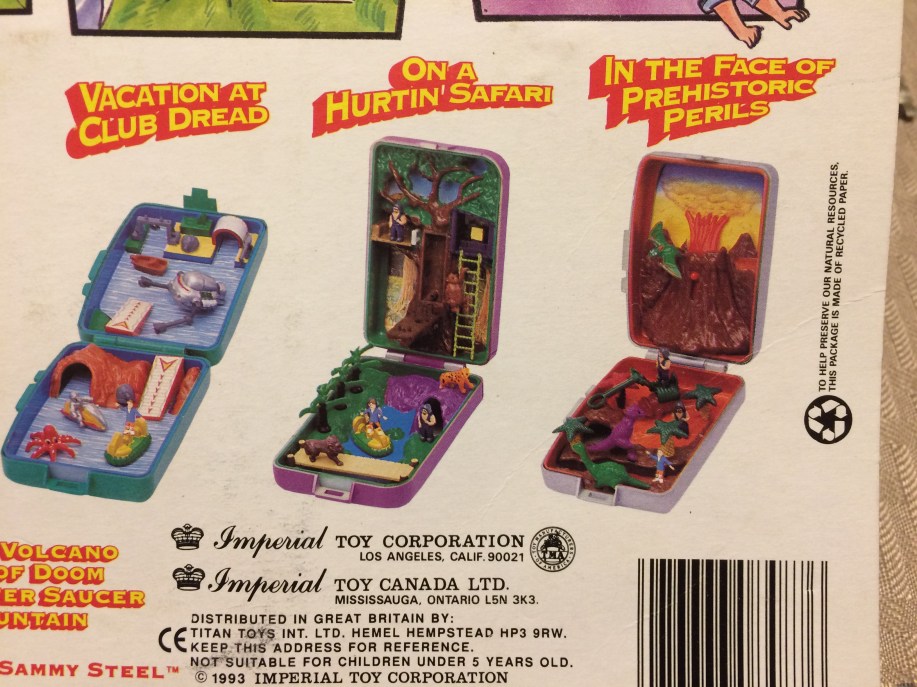 VACATION AT
CLUB DREAD
ON A
HURTIN' SAFARI
IN THE FACE OF
PREHISTORIC
PERILS
TO HELP PRESERVE OUR NATURAL RESOURCES,
THIS PACKAGE IS MADE OF RECYCLED PAPER.
VOLCANO
OF DOOM
ER SAUCER
UNTAIN
SAMMY STEEL™
Imperial TOY CORPORATION
LOS ANGELES, CALIF. 90021
Imperial TOY CANADA LTD.
MISSISSAUGA, ONTARIO L5N 3K3.
DISTRIBUTED IN GREAT BRITAIN BY:
CE TITAN TOYS INT. LTD. HEMEL HEMPSTEAD HP3 9RW.
KEEP THIS ADDRESS FOR REFERENCE.
NOT SUITABLE FOR CHILDREN UNDER 5 YEARS OLD.
© 1993 IMPERIAL TOY CORPORATION